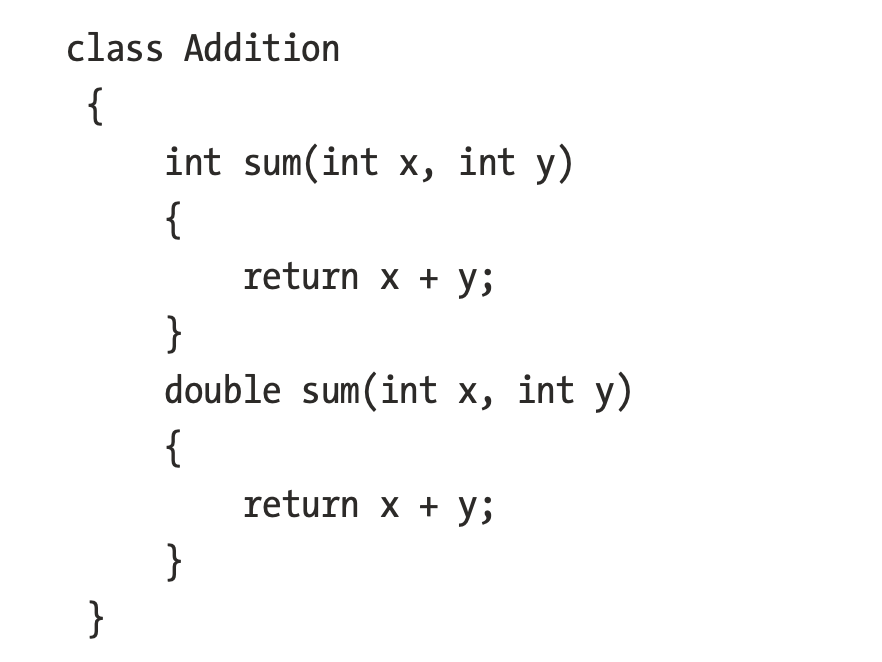 class Addition
{
int sum(int x, int y)
{
return x + y;
}
double sum(int x, int y)
{
return x + y;
}
}